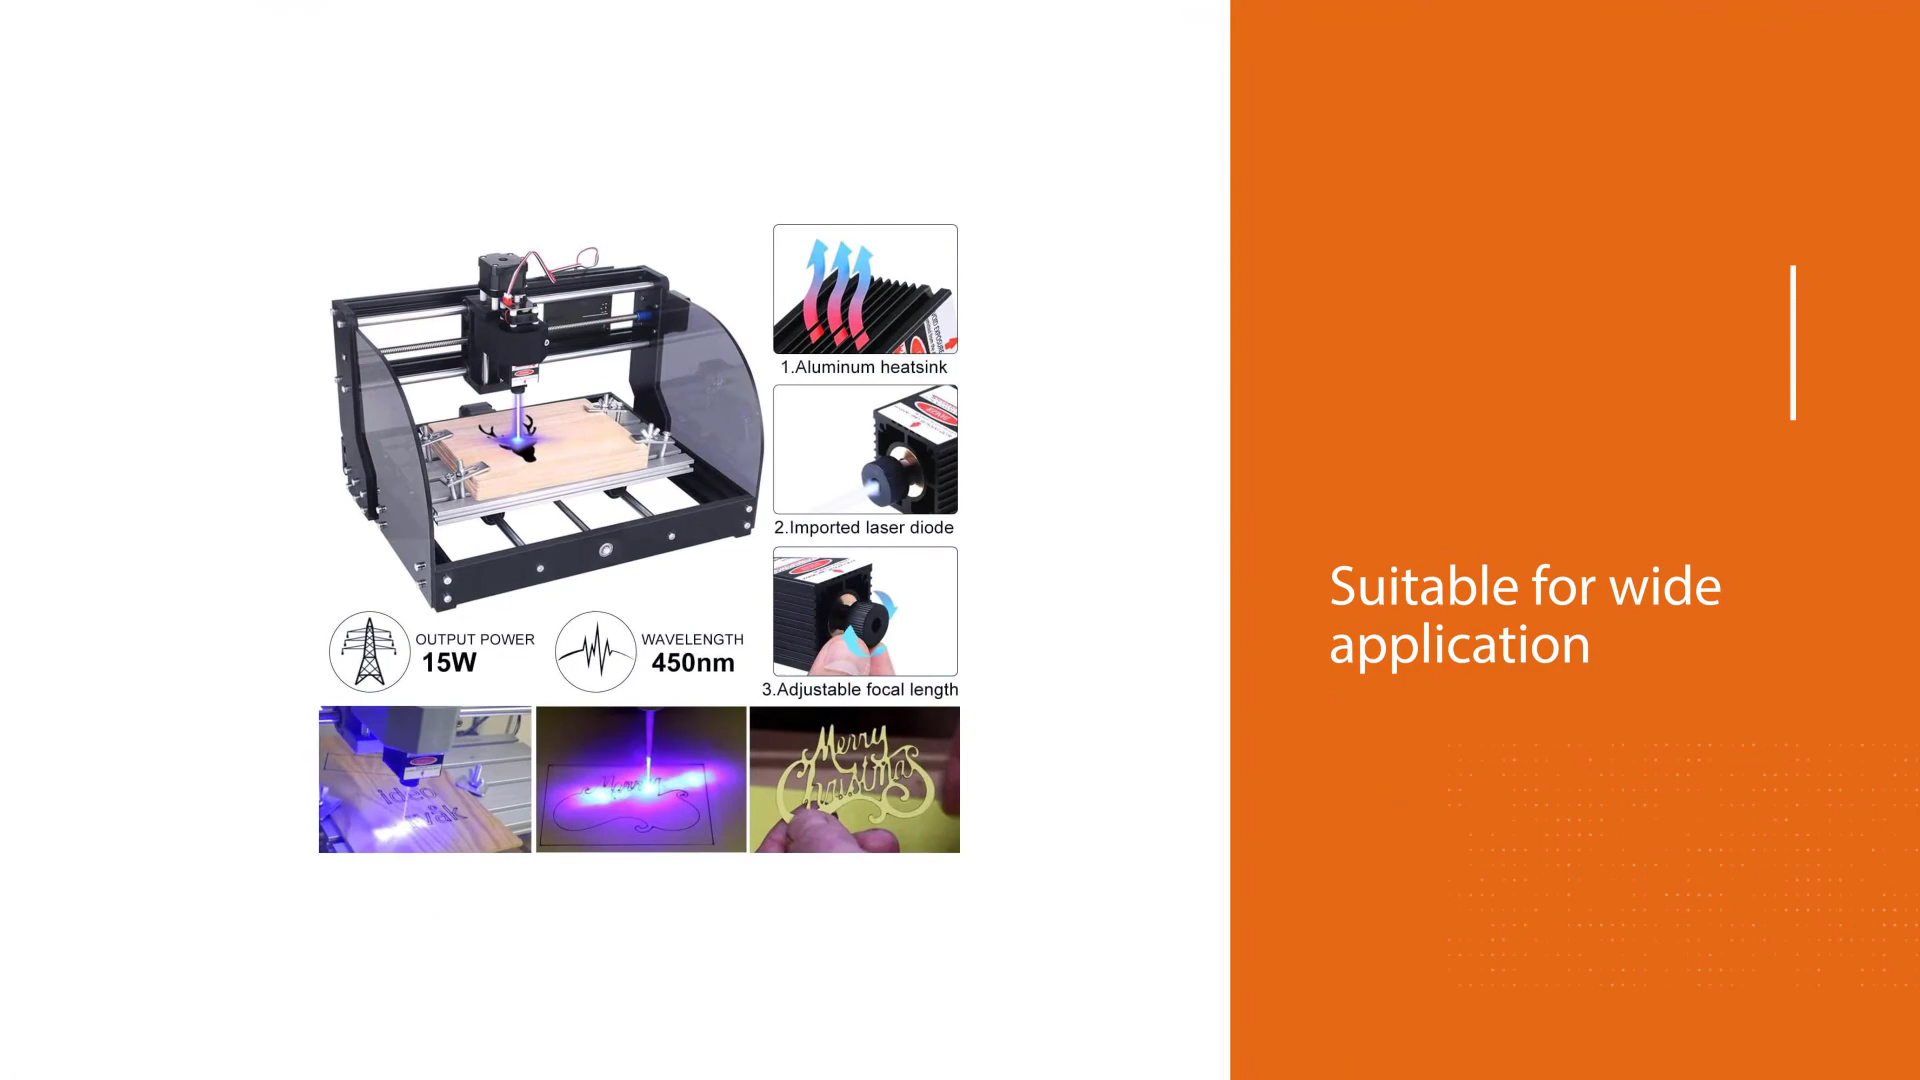 1.Aluminum heatsink
2.Imported laser diode
3.Adjustable focal length
OUTPUT POWER
15W
WAVELENGTH
450nm
Merry
Christmas
Suitable for wide
application